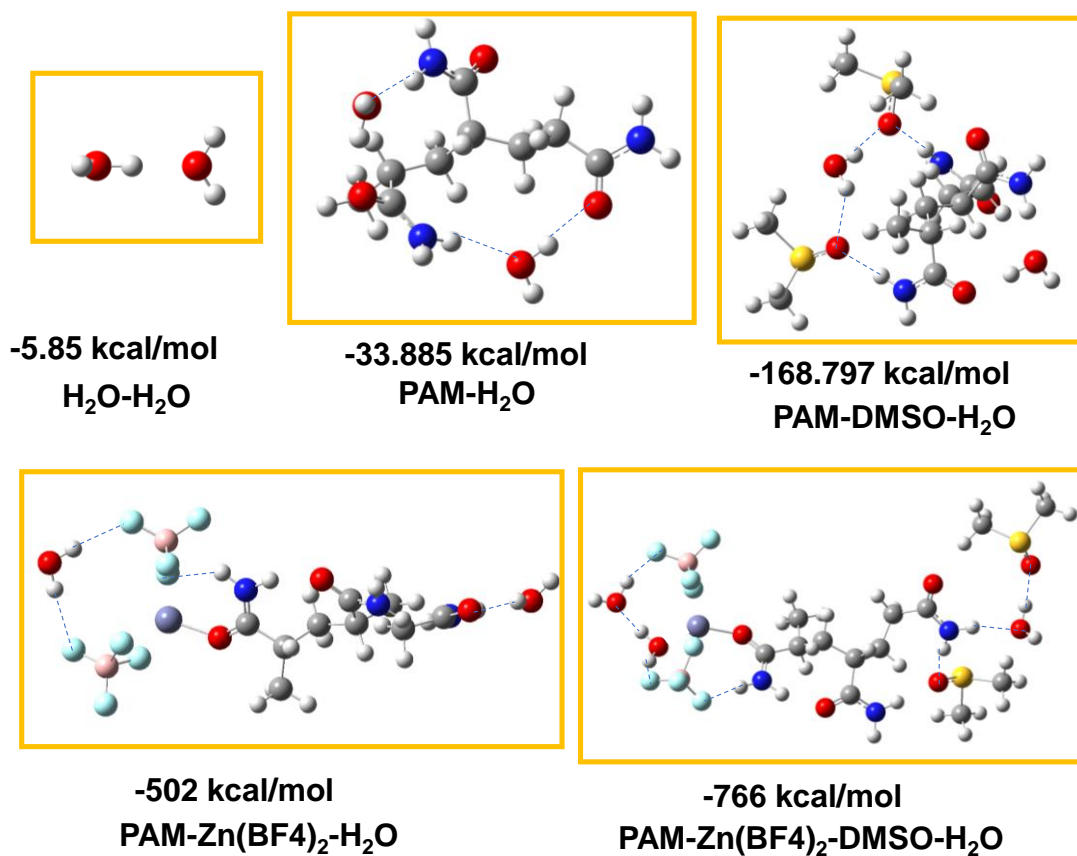 -5.85 kcal/mol
H₂O-H₂O
-33.885 kcal/mol
PAM-H₂O
-168.797 kcal/mol
PAM-DMSO-H₂O
-502 kcal/mol
PAM-Zn(BF4)₂-H₂O
-766 kcal/mol
PAM-Zn(BF4)₂-DMSO-H₂O